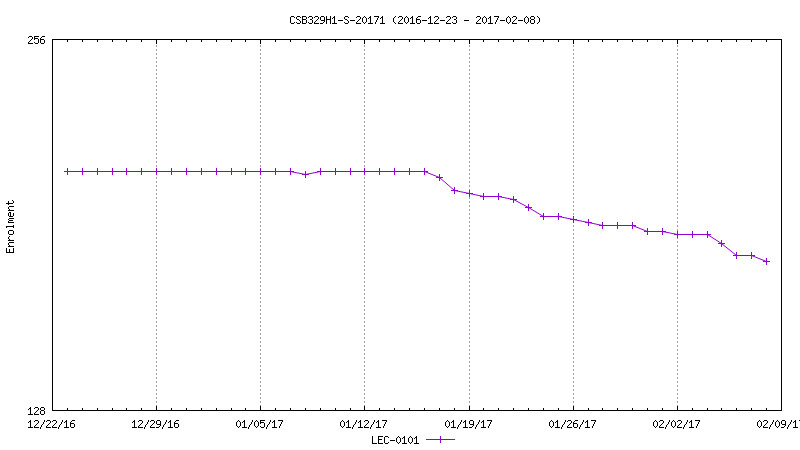 CSB329H1-S-20171 (2016-12-23 - 2017-02-08)
256
Enrolment
128
12/22/16 12/29/16 01/05/17 01/12/17 01/19/17 01/26/17 02/02/17 02/09/17
LEC-0101